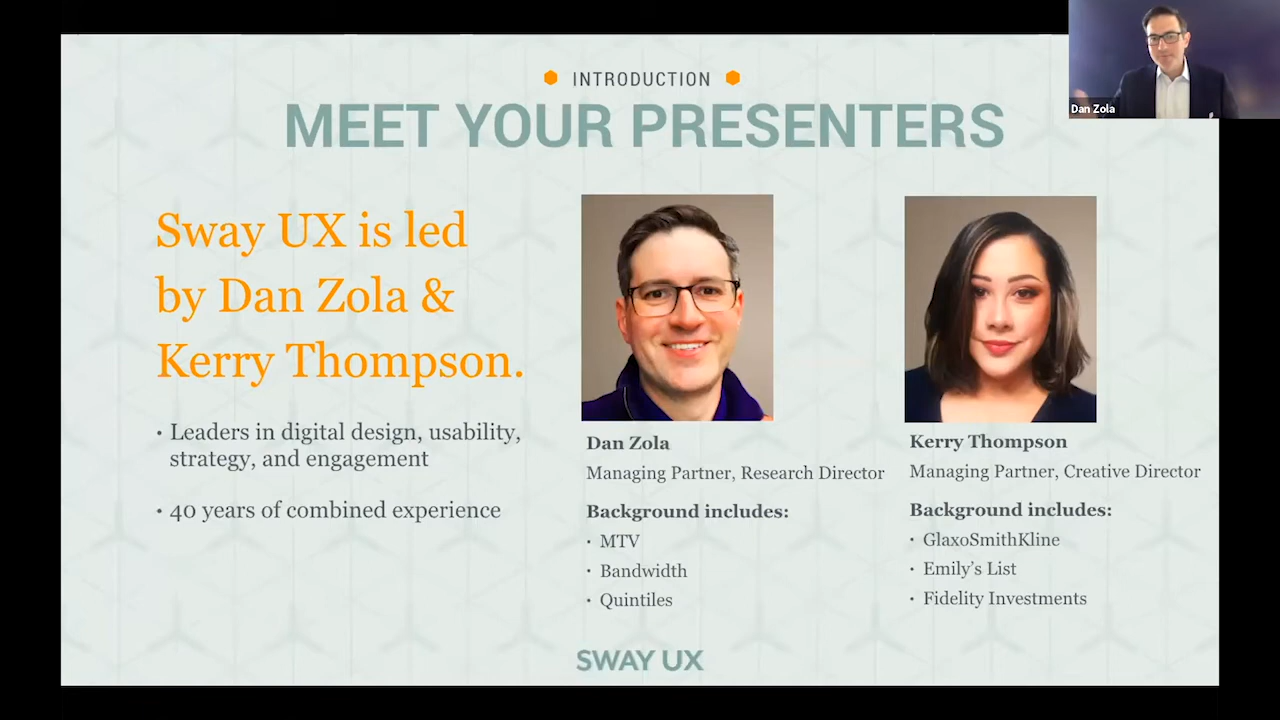 INTRODUCTION
MEET YOUR PRESENTERS
Dan Zola
Sway UX is led
by Dan Zola &
Kerry Thompson.
• Leaders in digital design, usability,
strategy, and engagement
• 40 years of combined experience
Dan Zola
Managing Partner, Research Director
Background includes:
• MTV
• Bandwidth
• Quintiles
Kerry Thompson
Managing Partner, Creative Director
Background includes:
• GlaxoSmithKline
• Emily’s List
• Fidelity Investments
SWAY UX